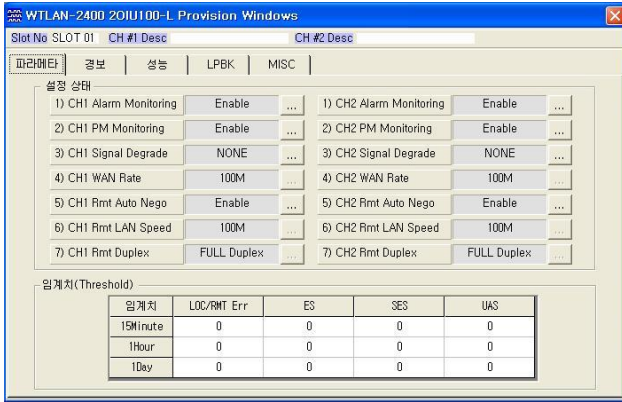 WTLAN-2400 2OIU100-L Provision Windows
Slot No SLOT 01 CH #1 Desc CH #2 Desc
파라메타 경보 성능 LPBK MISC
설정 상태
1) CH1 Alarm Monitoring Enable ... 1) CH2 Alarm Monitoring Enable ...
2) CH1 PM Monitoring Enable ... 2) CH2 PM Monitoring Enable ...
3) CH1 Signal Degrade NONE ... 3) CH2 Signal Degrade NONE ...
4) CH1 WAN Rate 100M ... 4) CH2 WAN Rate 100M ...
5) CH1 Rmt Auto Nego Enable ... 5) CH2 Rmt Auto Nego Enable ...
6) CH1 Rmt LAN Speed 100M ... 6) CH2 Rmt LAN Speed 100M ...
7) CH1 Rmt Duplex FULL Duplex ... 7) CH2 Rmt Duplex FULL Duplex ...
임계치(Threshold)
임계치 LOC/RMT Err ES SES UAS
15Minute 0 0 0 0
1Hour 0 0 0 0
1Day 0 0 0 0